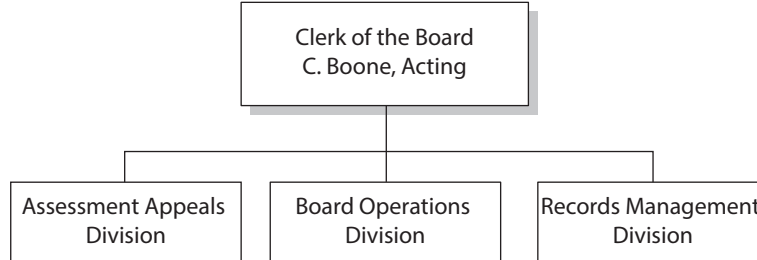 Clerk of the Board
C. Boone, Acting
Assessment Appeals
Division
Board Operations
Division
Records Management
Division